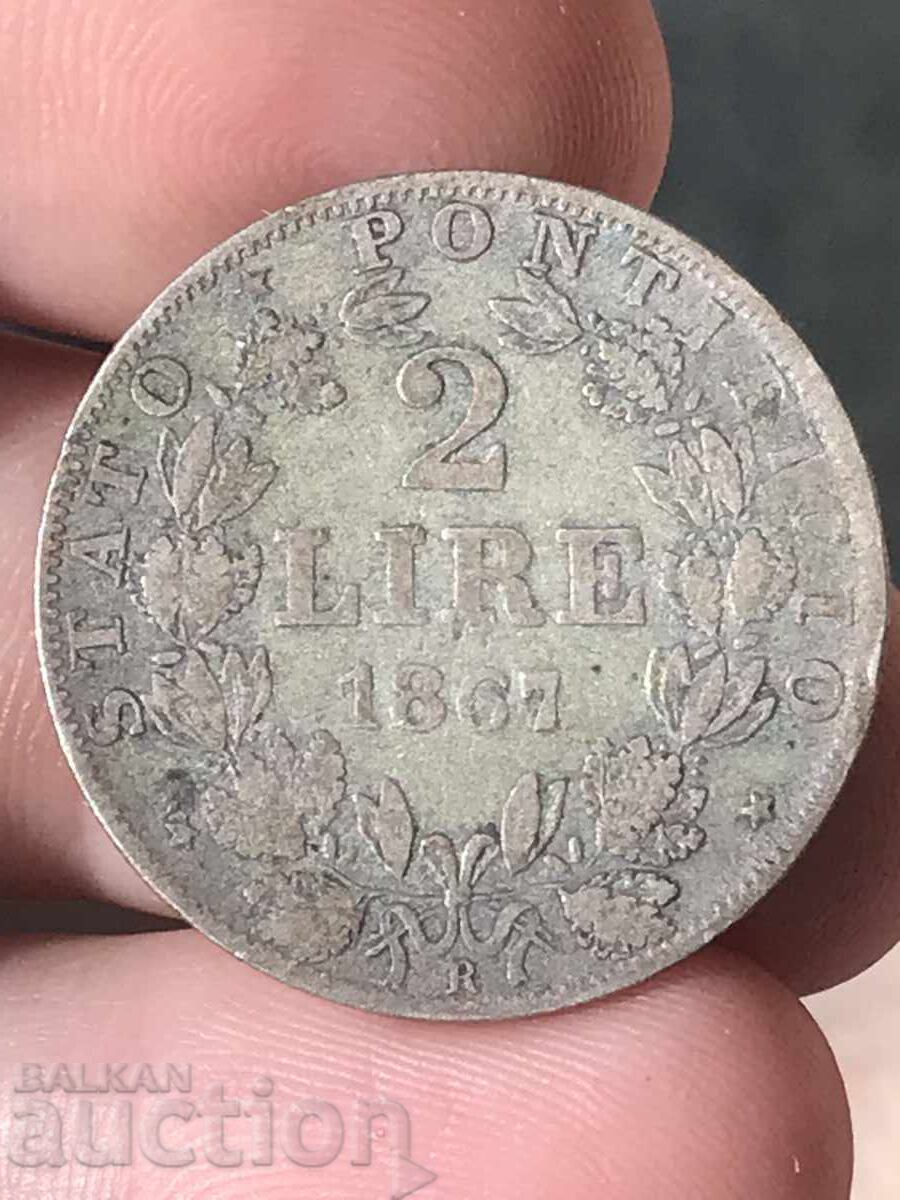 STATO PONTIFICIO
2
LIRE
1867
R
BALKAN
auction